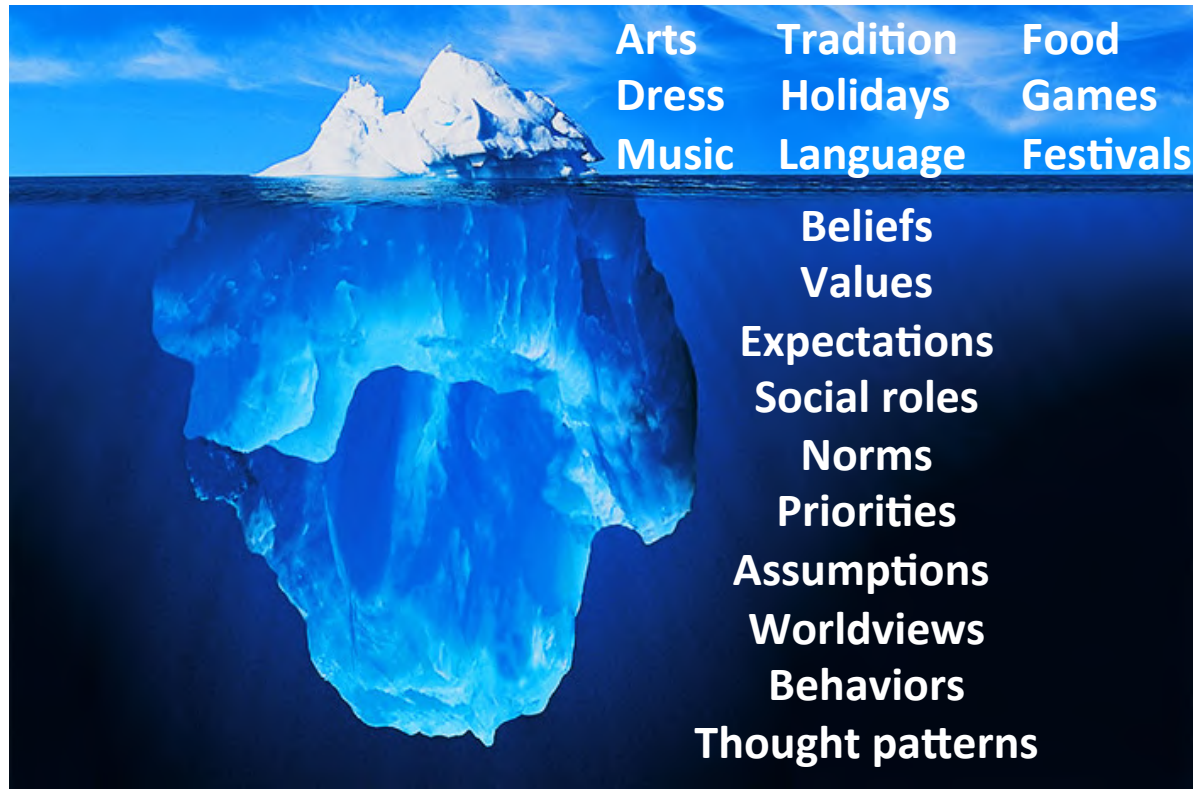 Arts Tradition Food
Dress Holidays Games
Music Language Festivals
Beliefs
Values
Expectations
Social roles
Norms
Priorities
Assumptions
Worldviews
Behaviors
Thought patterns